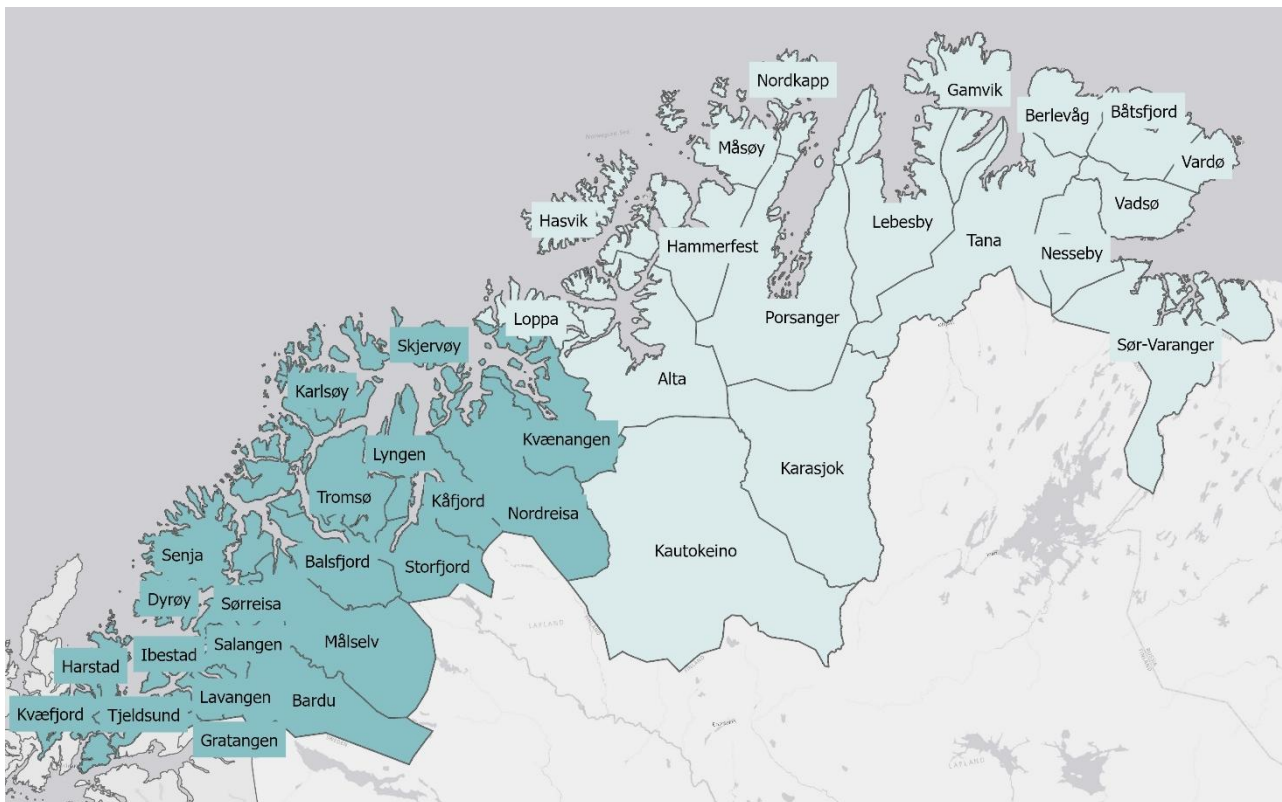 Nordkapp
Gamvik
Berlevåg
Båtsfjord
Måsøy
Vardø
Vadsø
Hasvik
Lebesby
Hammerfest
Tana
Nesseby
Loppa
Porsanger
Sør-Varanger
Skjervøy
Alta
Karlsøy
Kvænangen
Lyngen
Karasjok
Tromsø
Kåfjord
Nordreisa
Senja
Balsfjord
Storfjord
Kautokeino
Dyrøy
Sørreisa
LAPLAND
Salangen
Målselv
Ibestad
Harstad
Lavangen
Bardu
Kvæfjord
Tjeldsund
Gratangen